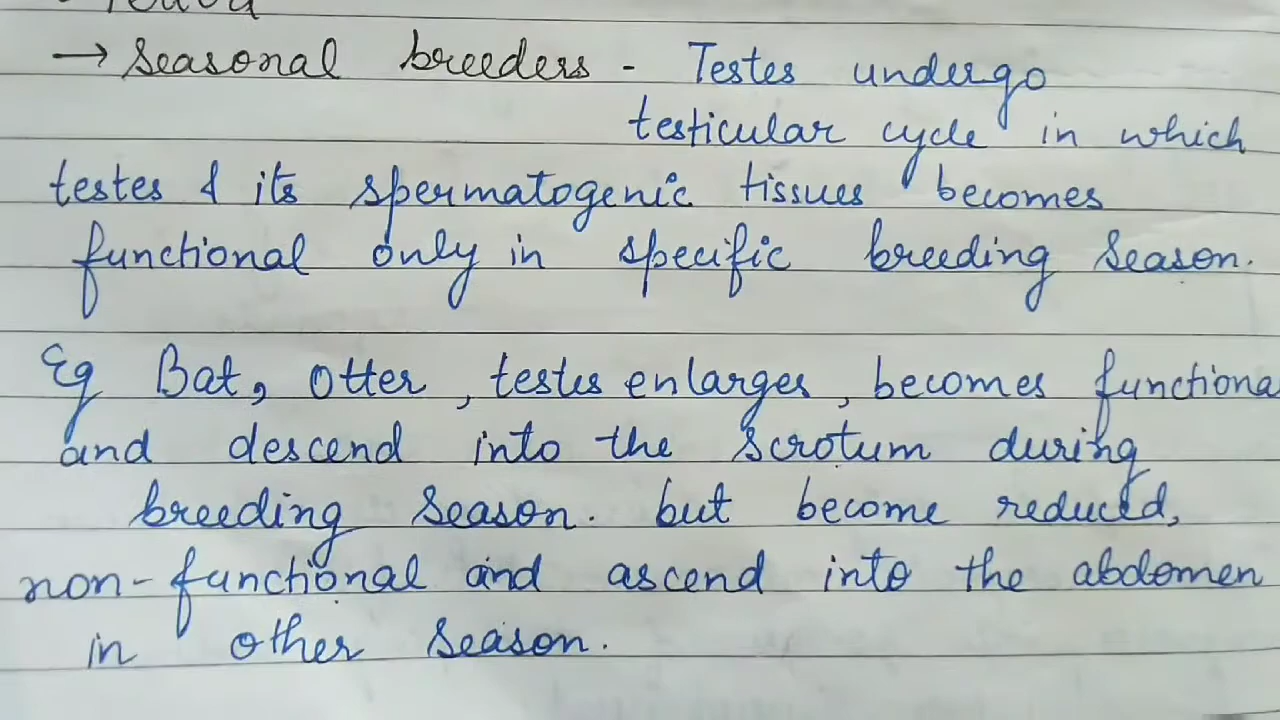 → Seasonal breeders - Testes undergo
testicular cycle in which
testes & its spermatogenic tissues becomes
functional only in specific breeding season.
Eg Bat, Otter, testes enlarges, becomes functiona
and descend into the scrotum during
breeding season. but become reduced,
non-functional and ascend into the abdomen
in other season.